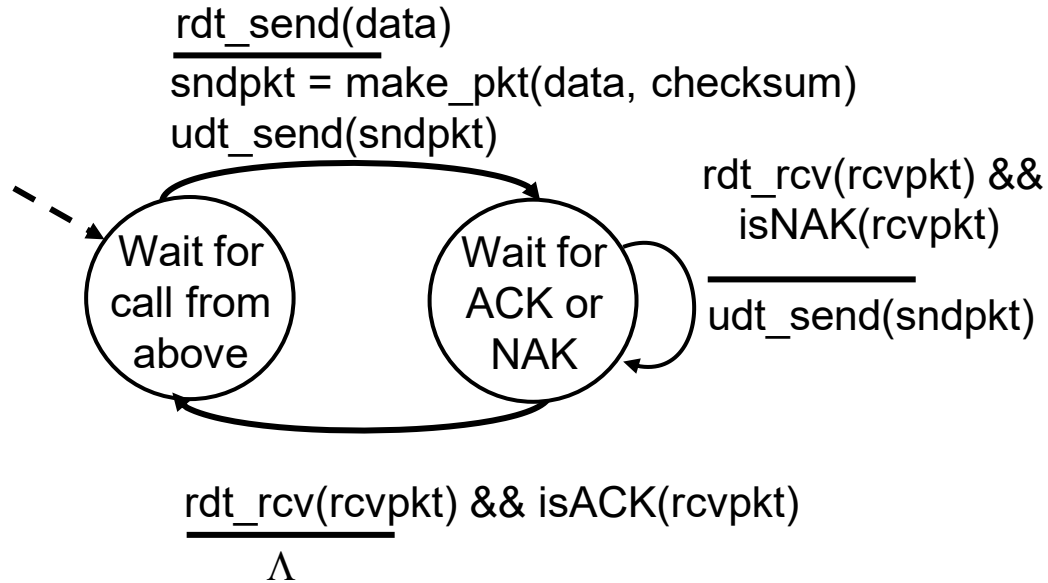 rdt_send(data)
sndpkt = make_pkt(data, checksum)
udt_send(sndpkt)
rdt_rcv(rcvpkt) &&
isNAK(rcvpkt)
udt_send(sndpkt)
Wait for
call from
above
Wait for
ACK or
NAK
rdt_rcv(rcvpkt) && isACK(rcvpkt)
Λ